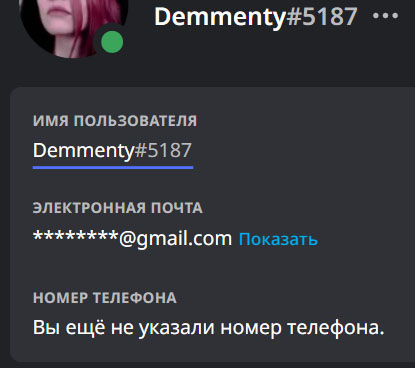 Demmenty#5187
ИМЯ ПОЛЬЗОВАТЕЛЯ
Demmenty#5187
ЭЛЕКТРОННАЯ ПОЧТА
********@gmail.com Показать
НОМЕР ТЕЛЕФОНА
Вы ещё не указали номер телефона.